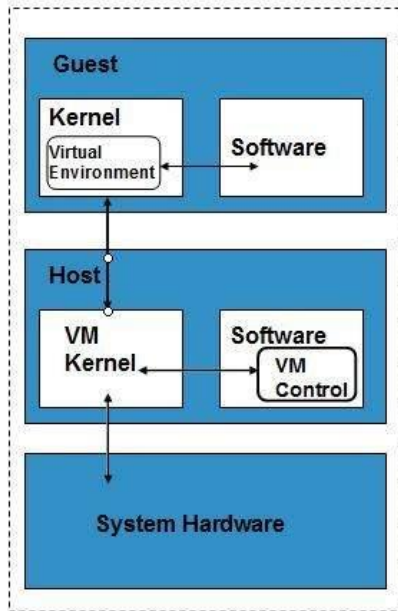 Guest
Kernel
Virtual
Environment
Software
Host
VM
Kernel
Software
VM
Control
System Hardware